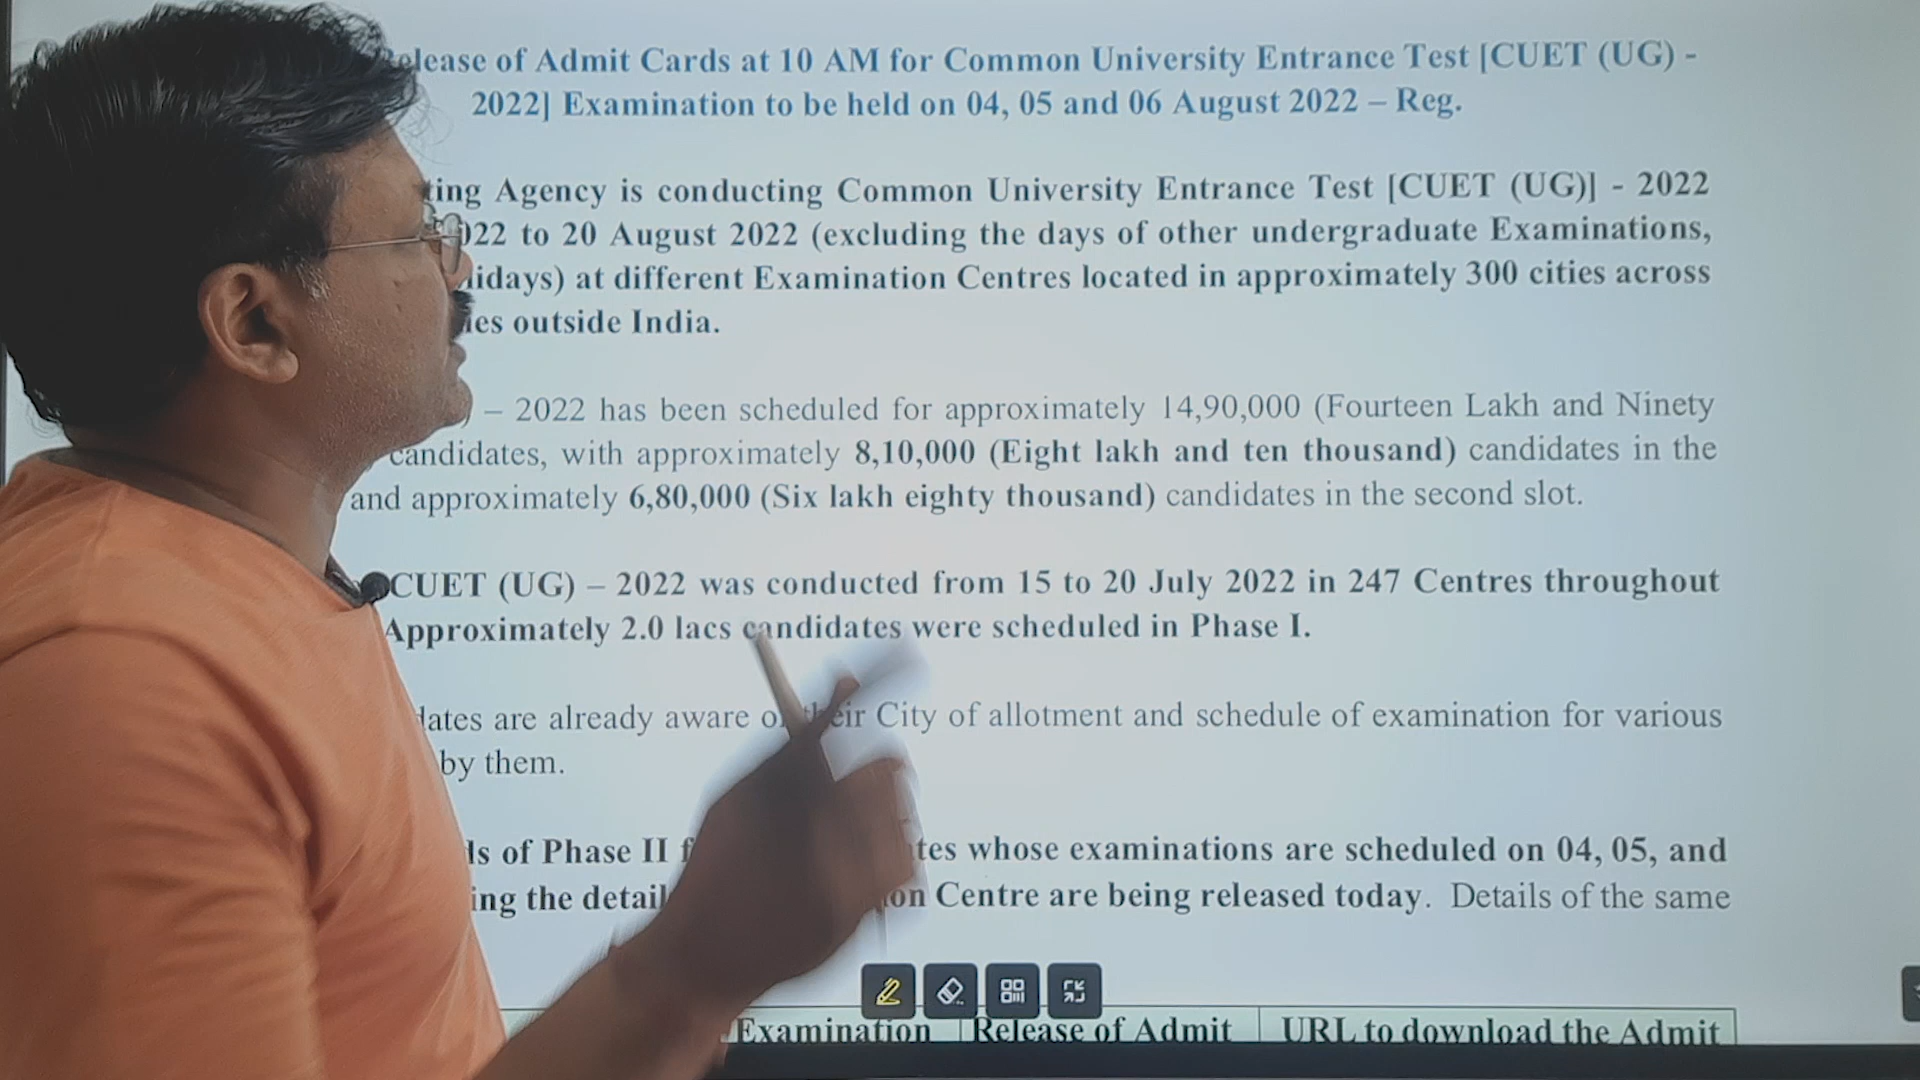 elease of Admit Cards at 10 AM for Common University Entrance Test [CUET (UG) -
2022] Examination to be held on 04, 05 and 06 August 2022 – Reg.
ting Agency is conducting Common University Entrance Test [CUET (UG)] - 2022
022 to 20 August 2022 (excluding the days of other undergraduate Examinations,
lidays) at different Examination Centres located in approximately 300 cities across
ies outside India.
) – 2022 has been scheduled for approximately 14,90,000 (Fourteen Lakh and Ninety
candidates, with approximately 8,10,000 (Eight lakh and ten thousand) candidates in the
and approximately 6,80,000 (Six lakh eighty thousand) candidates in the second slot.
CUET (UG) – 2022 was conducted from 15 to 20 July 2022 in 247 Centres throughout
Approximately 2.0 lacs candidates were scheduled in Phase I.
dates are already aware of their City of allotment and schedule of examination for various
by them.
ds of Phase II f tes whose examinations are scheduled on 04, 05, and
ing the detail on Centre are being released today. Details of the same
Examination Release of Admit URL to download the Admit